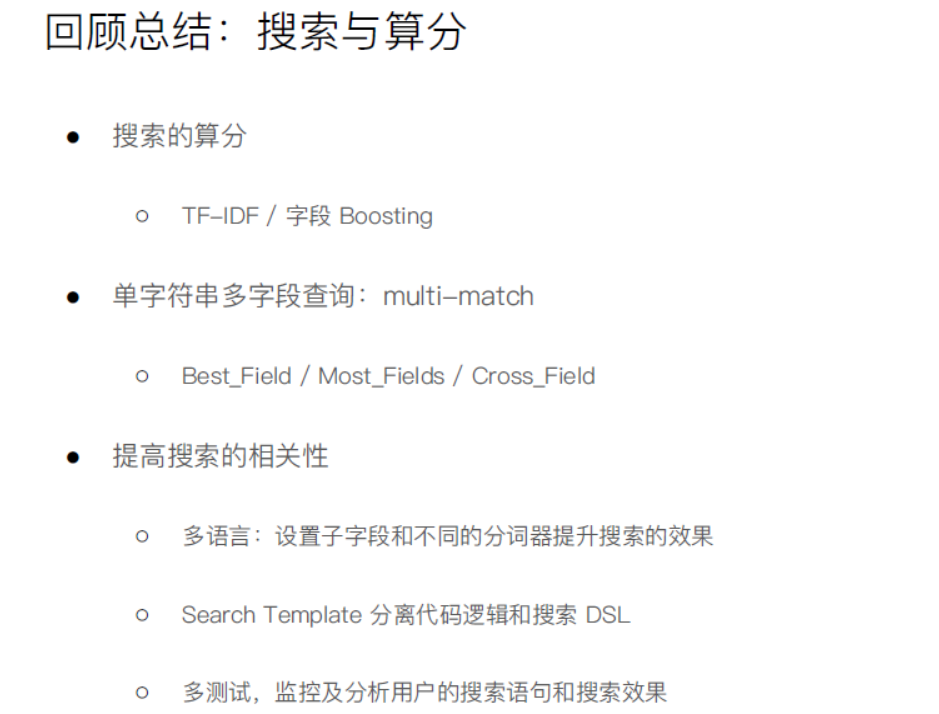 回顾总结：搜索与算分
● 搜索的算分
○ TF-IDF / 字段 Boosting
● 单字符串多字段查询：multi-match
○ Best_Field / Most_Fields / Cross_Field
● 提高搜索的相关性
○ 多语言：设置子字段和不同的分词器提升搜索的效果
○ Search Template 分离代码逻辑和搜索 DSL
○ 多测试，监控及分析用户的搜索语句和搜索效果